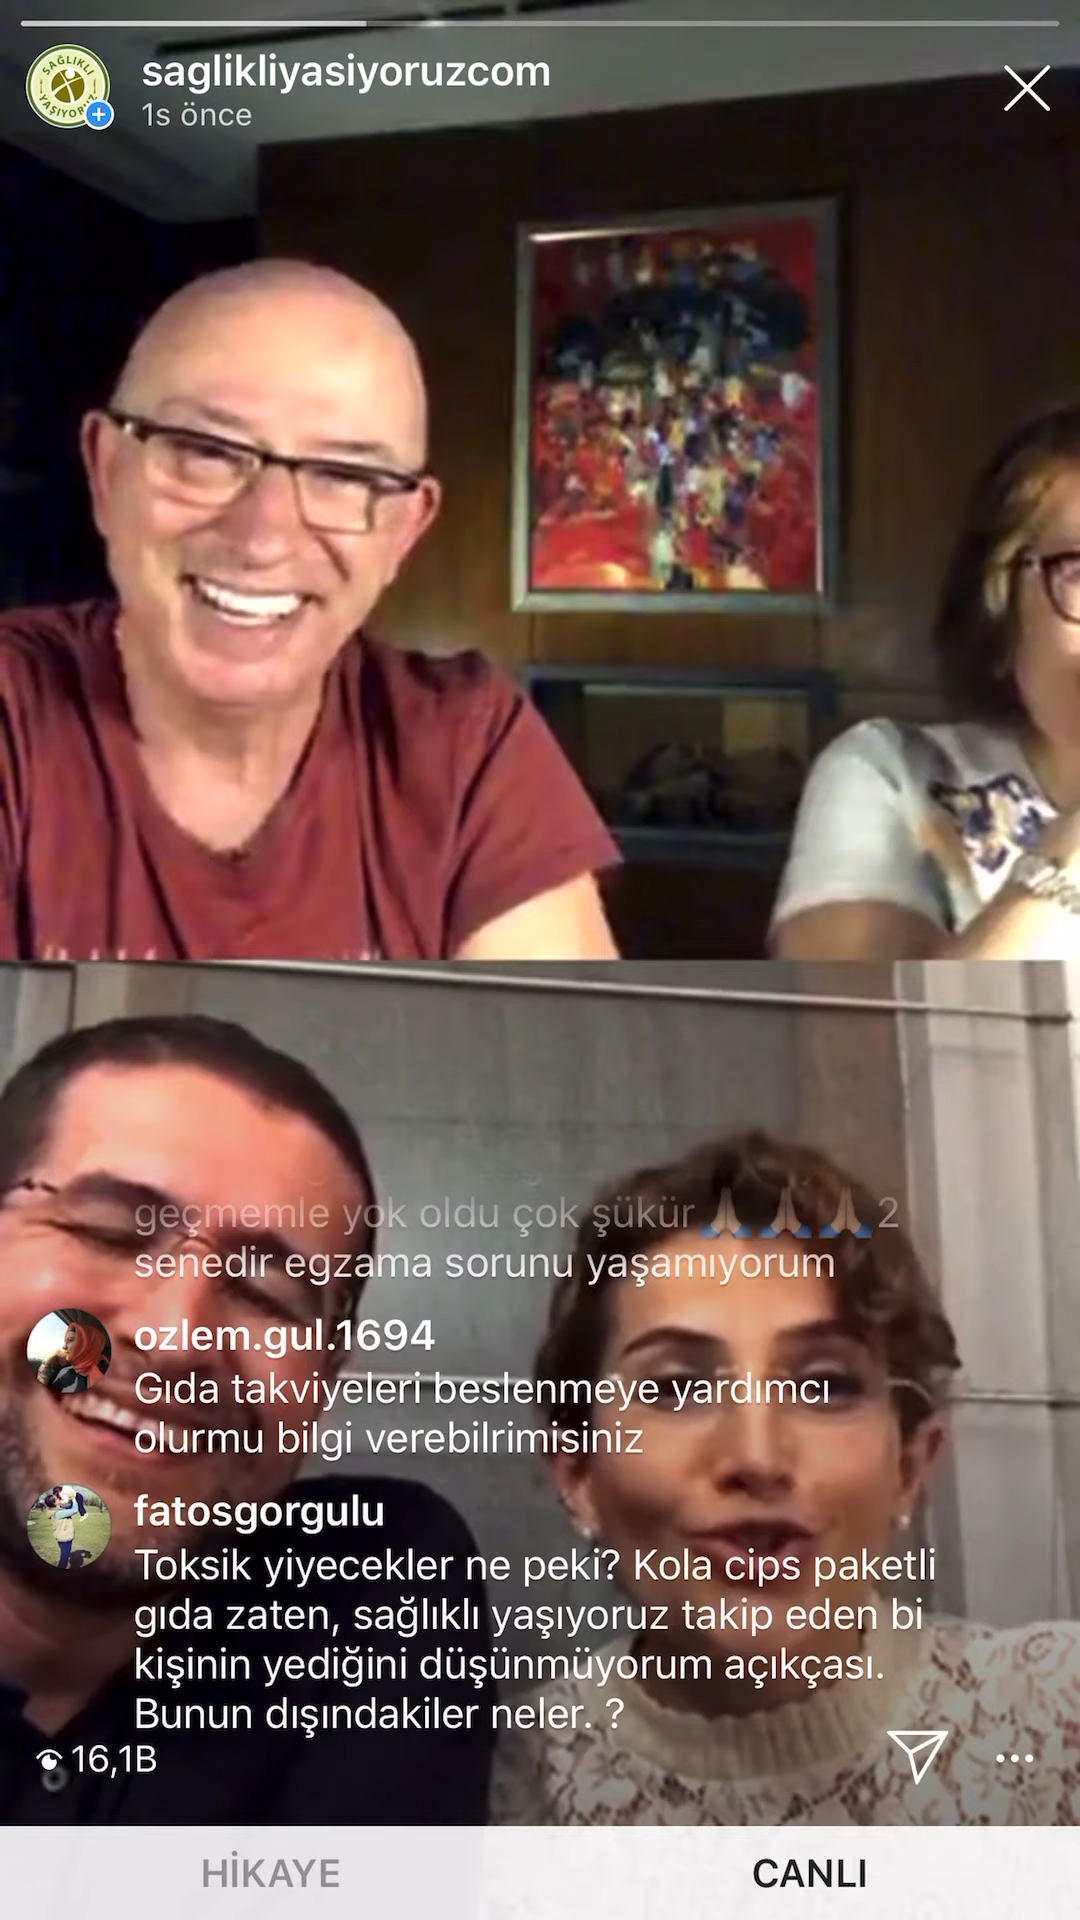 SAĞLIKLI
YAŞIYORUZ
saglikliyasiyoruzcom
1s önce
geçmemle yok oldu çok şükür🙏🏽🙏🏽🙏🏽2
senedir egzama sorunu yaşamıyorum
ozlem.gul.1694
Gıda takviyeleri beslenmeye yardımcı
olurmu bilgi verebilrimisiniz
fatosgorgulu
Toksik yiyecekler ne peki? Kola cips paketli
gıda zaten, sağlıklı yaşıyoruz takip eden bi
kişinin yediğini düşünmüyorum açıkçası.
Bunun dışındakiler neler. ?
16,1B
HİKAYE
CANLI